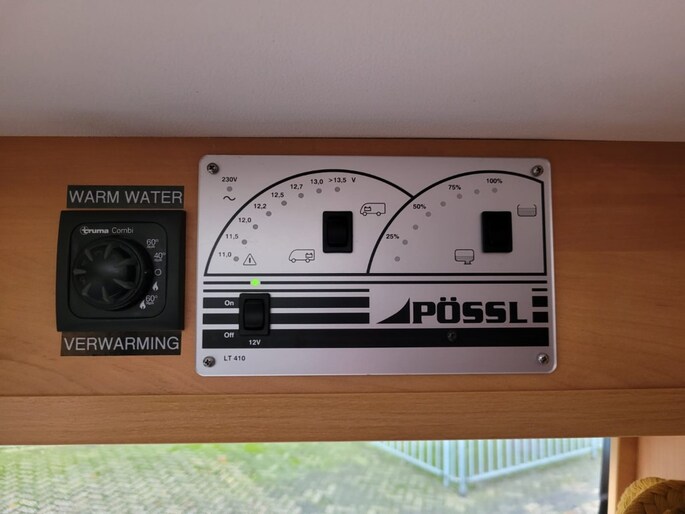 WARM WATER
truma Combi
60°
40°
60°
VERWARMING
230V
11,0
11,5
12,0
12,2
12,5
12,7
13,0
>13,5 V
25%
50%
75%
100%
On
Off
12V
PÖSSL
LT 410